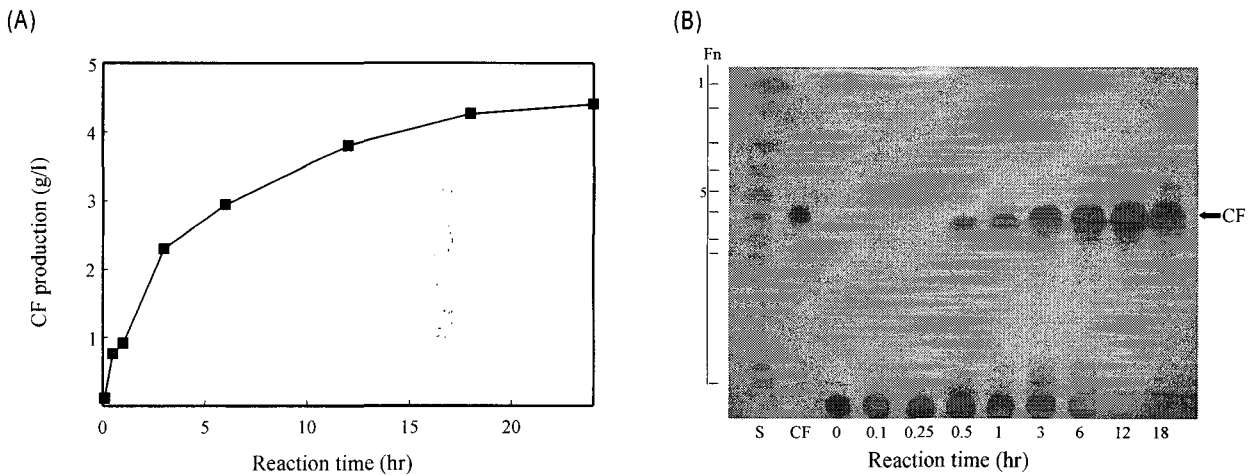 (A)
5
4
3
2
1
0 5 10 15 20
CF production (g/l)
Reaction time (hr)
(B)
Fn
1
5
CF
S CF 0 0.1 0.25 0.5 1 3 6 12 18
Reaction time (hr)